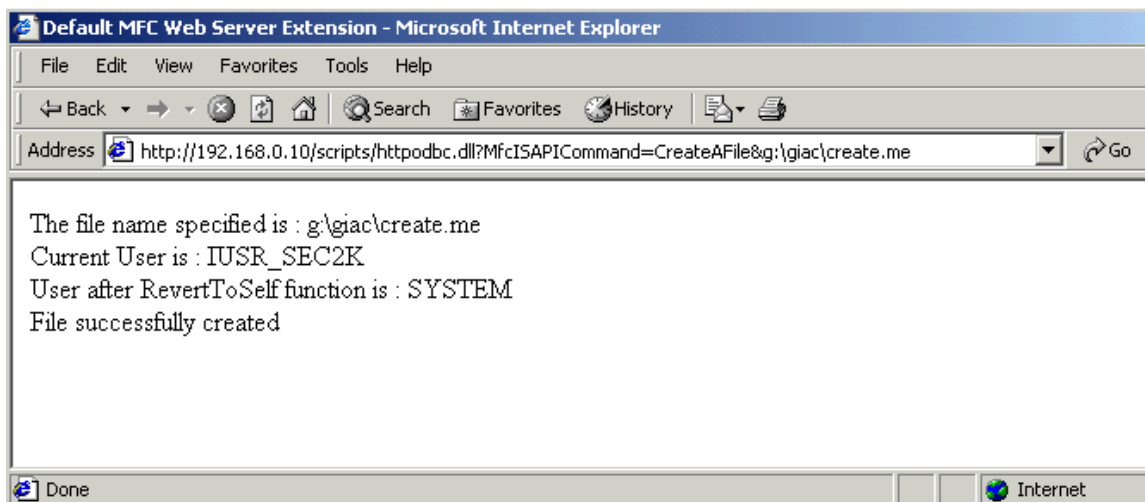 Default MFC Web Server Extension - Microsoft Internet Explorer
File Edit View Favorites Tools Help
Back Search Favorites History
Address http://192.168.0.10/scripts/httpodbc.dll?MfcISAPICommand=CreateAFile&g:\giac\create.me Go
The file name specified is : g:\giac\create.me
Current User is : IUSR_SEC2K
User after RevertToSelf function is : SYSTEM
File successfully created
Done Internet